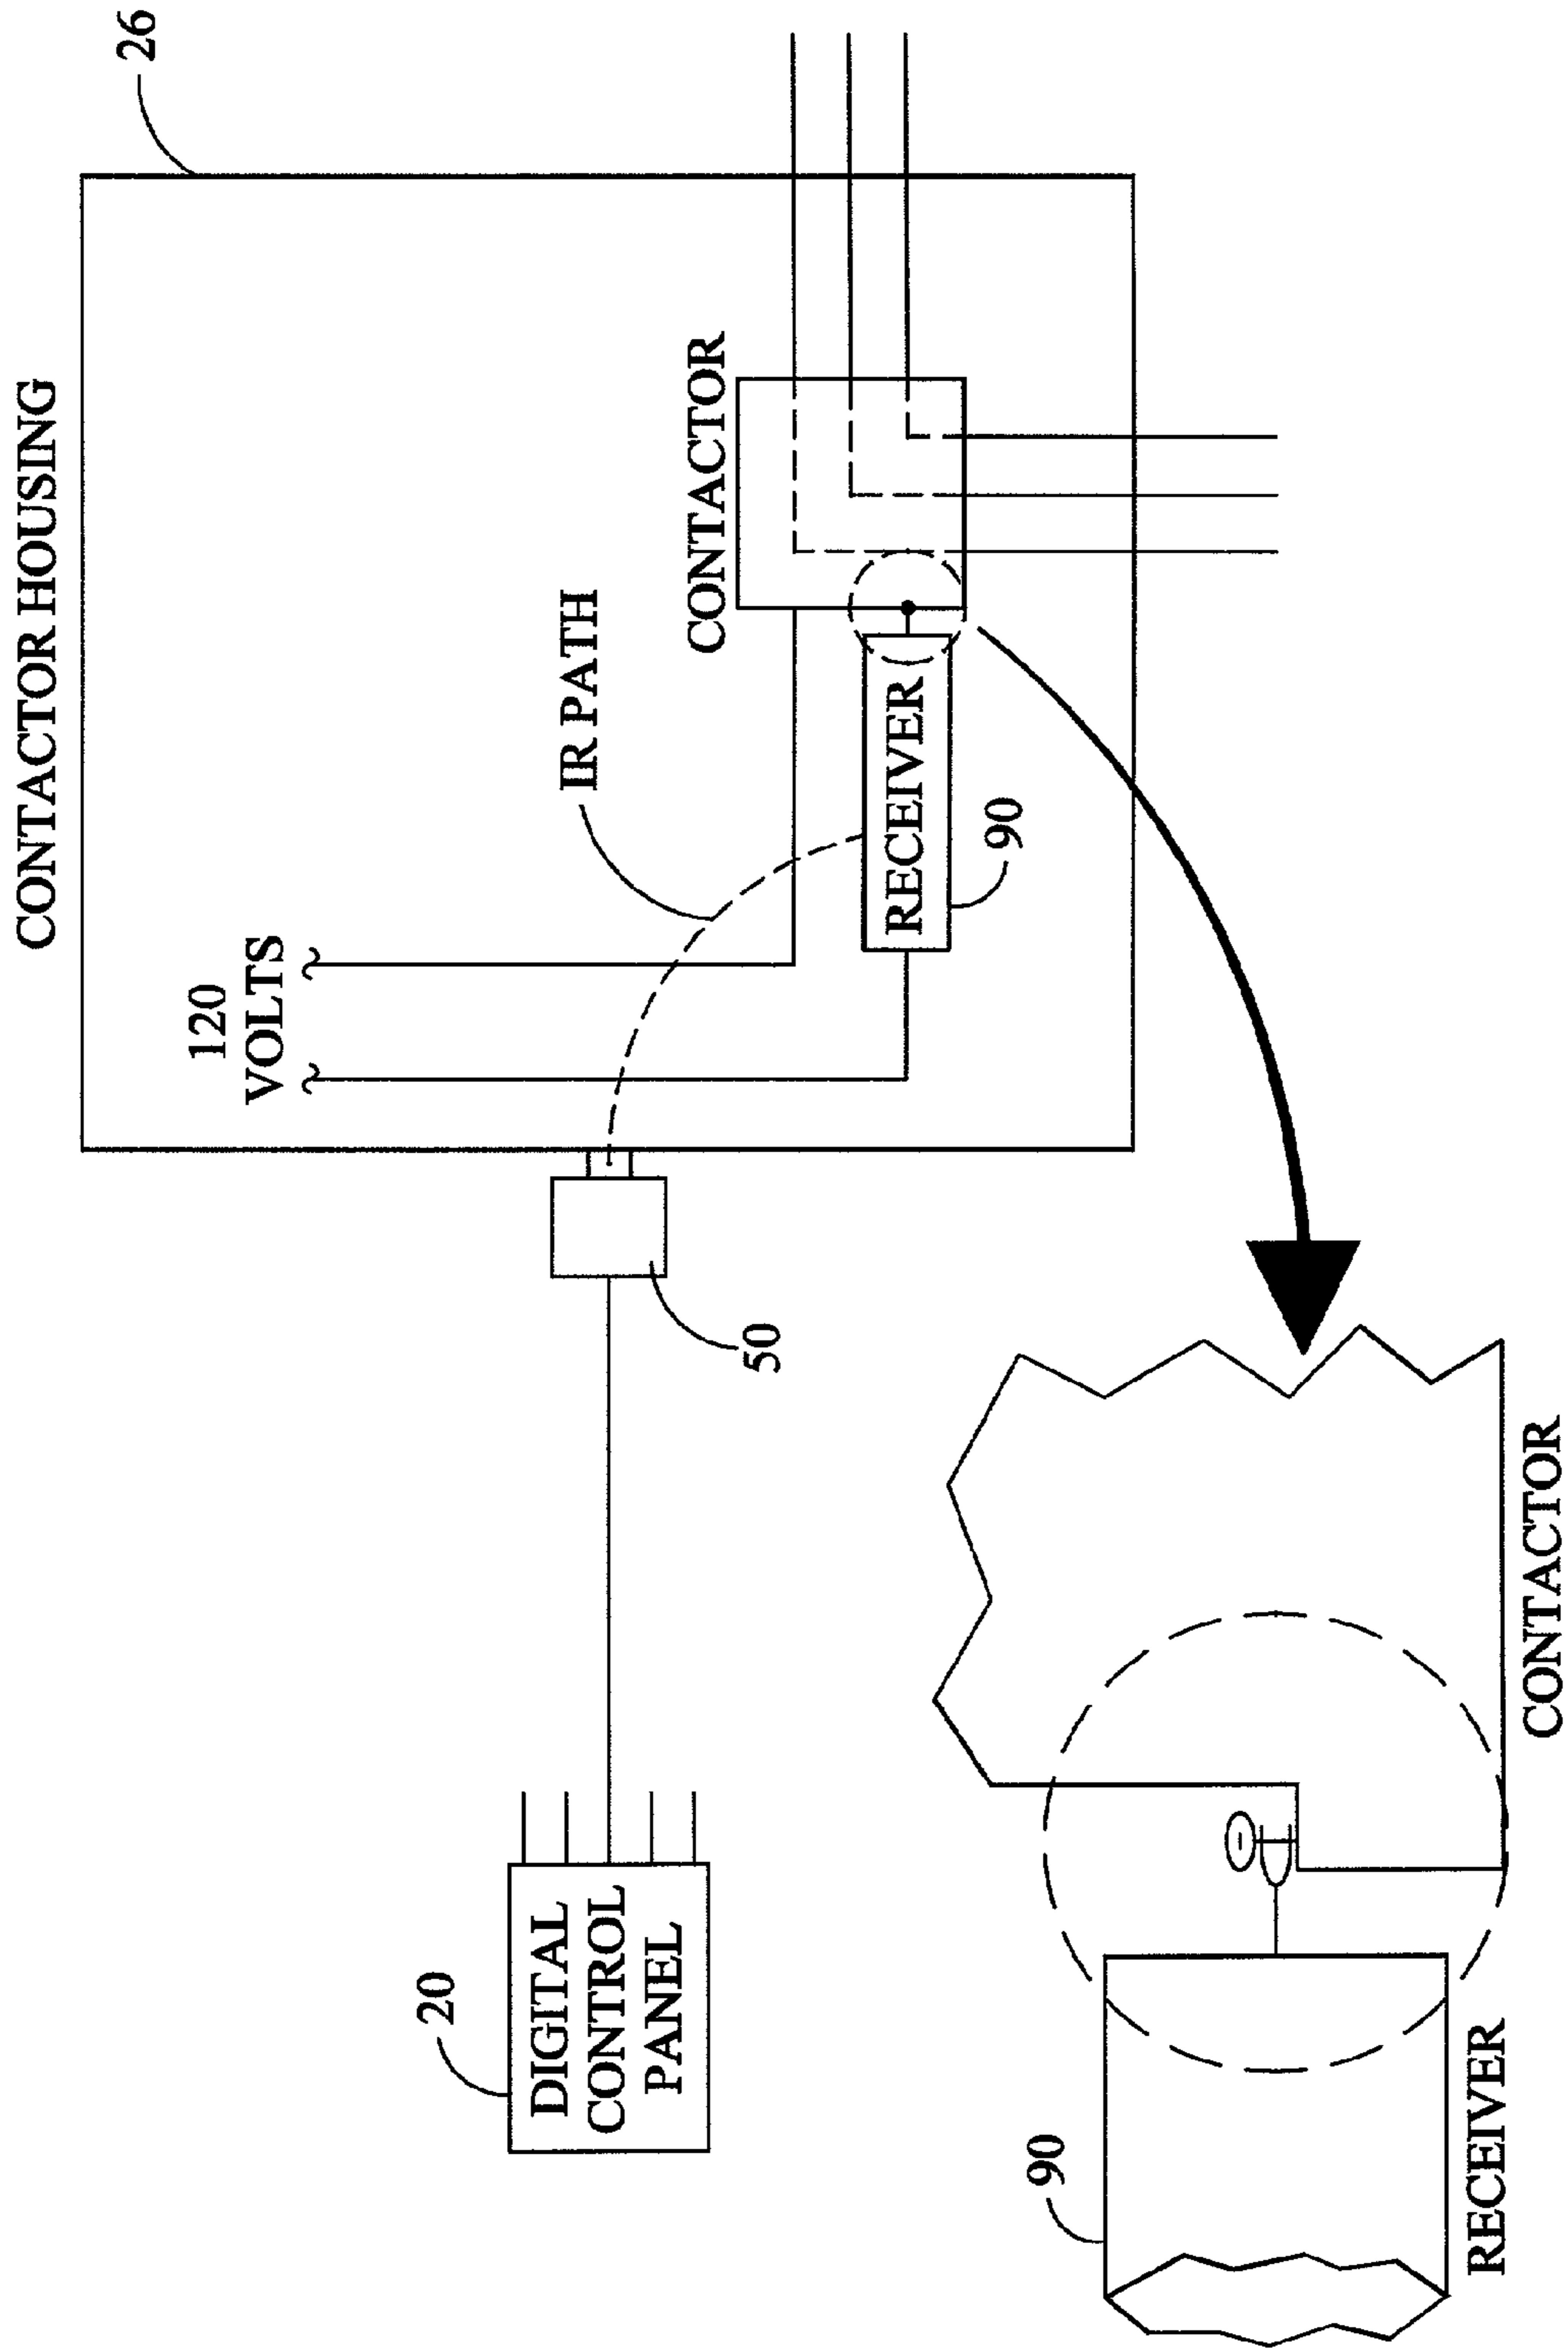 CONTACTOR HOUSING
26
120
VOLTS
IR PATH
CONTACTOR
RECEIVER
90
50
20
DIGITAL
CONTROL
PANEL
90
RECEIVER
CONTACTOR